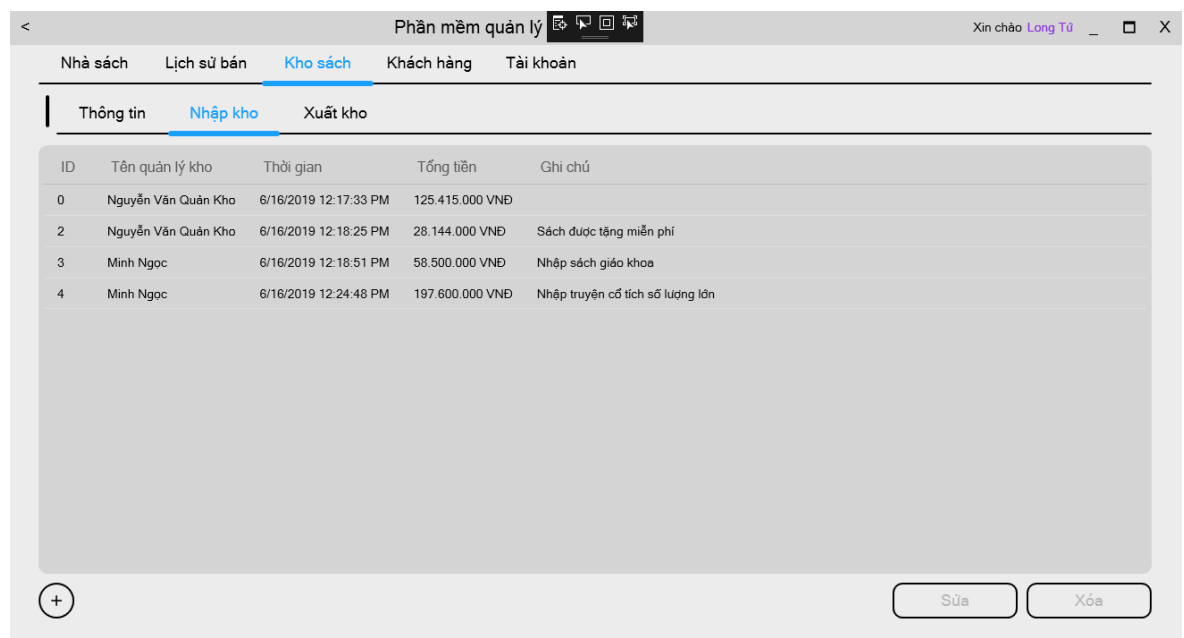 < Phần mềm quản lý Xin chào Long Tứ _ X
Nhà sách Lịch sử bán Kho sách Khách hàng Tài khoản
Thông tin Nhập kho Xuất kho
ID Tên quản lý kho Thời gian Tổng tiền Ghi chú
0 Nguyễn Văn Quản Kho 6/16/2019 12:17:33 PM 125.415.000 VNĐ
2 Nguyễn Văn Quản Kho 6/16/2019 12:18:25 PM 28.144.000 VNĐ Sách được tặng miễn phí
3 Minh Ngọc 6/16/2019 12:18:51 PM 58.500.000 VNĐ Nhập sách giáo khoa
4 Minh Ngọc 6/16/2019 12:24:48 PM 197.600.000 VNĐ Nhập truyện cổ tích số lượng lớn
+ Sửa Xóa